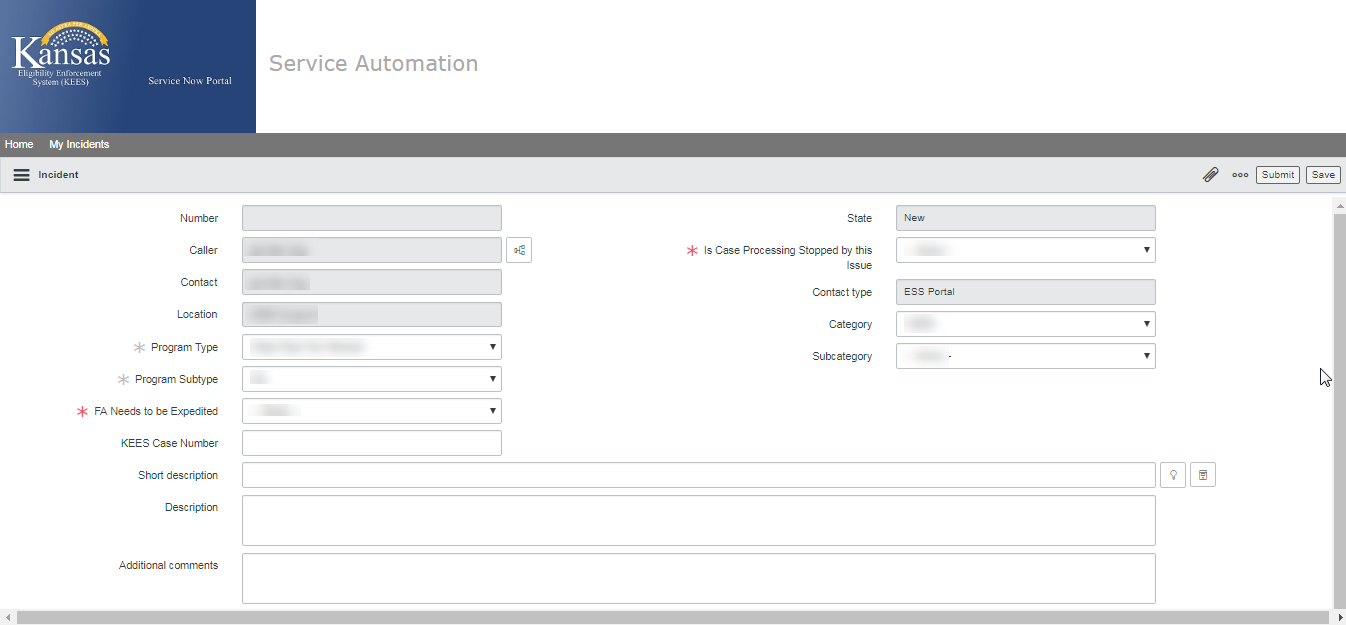 Kansas
Eligibility Enforcement
System (KEES)
Service Now Portal
Service Automation
Home My Incidents
Incident Submit Save
Number
State New
Caller
Is Case Processing Stopped by this
Issue
Contact
Contact type ESS Portal
Location
Category
Program Type
Subcategory -
Program Subtype
FA Needs to be Expedited
KEES Case Number
Short description
Description
Additional comments